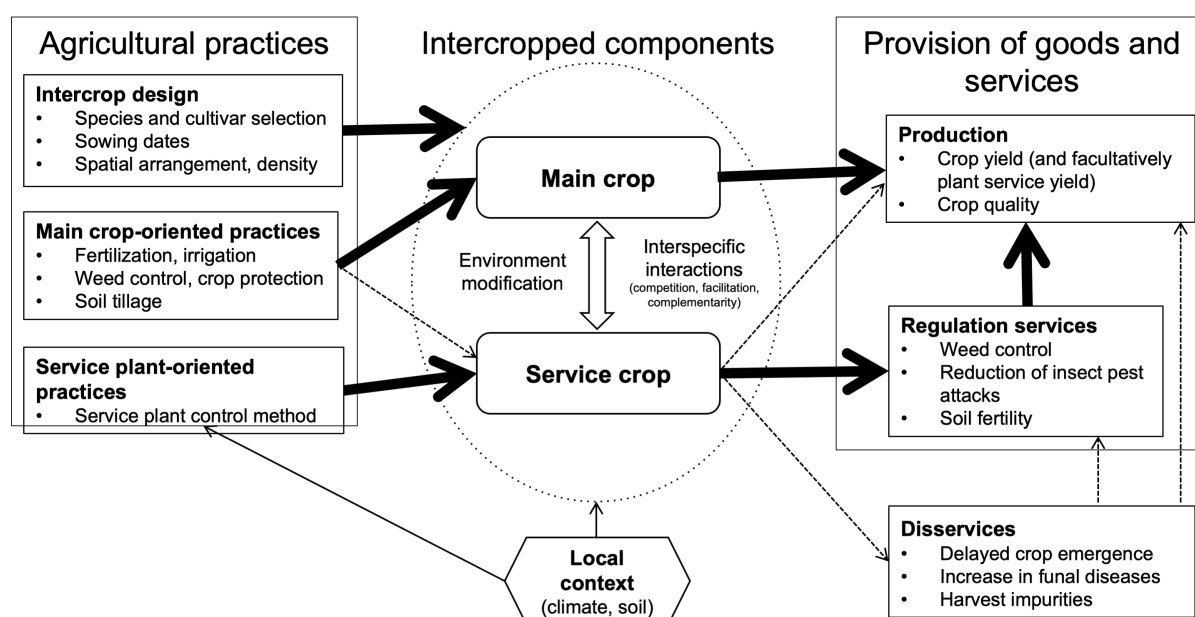 Agricultural practices
Intercrop design
• Species and cultivar selection
• Sowing dates
• Spatial arrangement, density
Main crop-oriented practices
• Fertilization, irrigation
• Weed control, crop protection
• Soil tillage
Service plant-oriented
practices
• Service plant control method
Intercropped components
Main crop
Environment
modification
Interspecific
interactions
(competition, facilitation,
complementarity)
Service crop
Local
context
(climate, soil)
Provision of goods and
services
Production
• Crop yield (and facultatively
plant service yield)
• Crop quality
Regulation services
• Weed control
• Reduction of insect pest
attacks
• Soil fertility
Disservices
• Delayed crop emergence
• Increase in funal diseases
• Harvest impurities